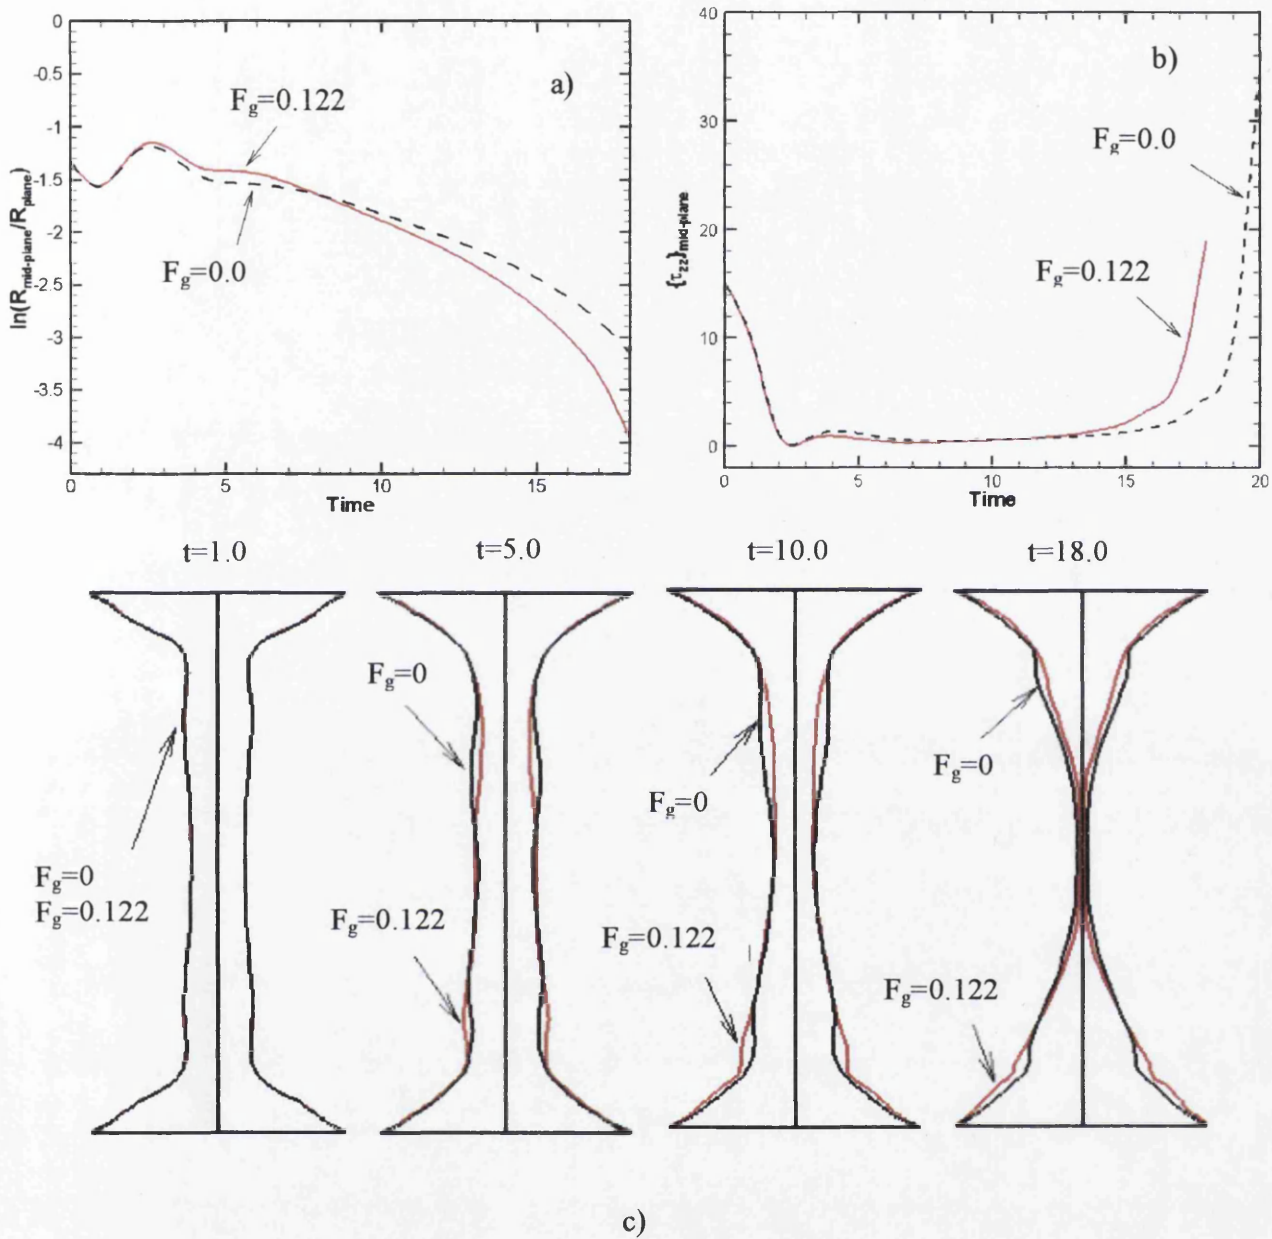 a)
F_g=0.122
F_g=0.0
ln(R_mid-plane/R_plane)
0
-0.5
-1
-1.5
-2
-2.5
-3
-3.5
-4
0
5
10
15
Time
b)
F_g=0.0
F_g=0.122
{τ_22}_mid-plane
40
30
20
10
0
0
5
10
15
20
Time
t=1.0
t=5.0
t=10.0
t=18.0
F_g=0
F_g=0.122
F_g=0
F_g=0.122
F_g=0
F_g=0.122
F_g=0
F_g=0.122
c)